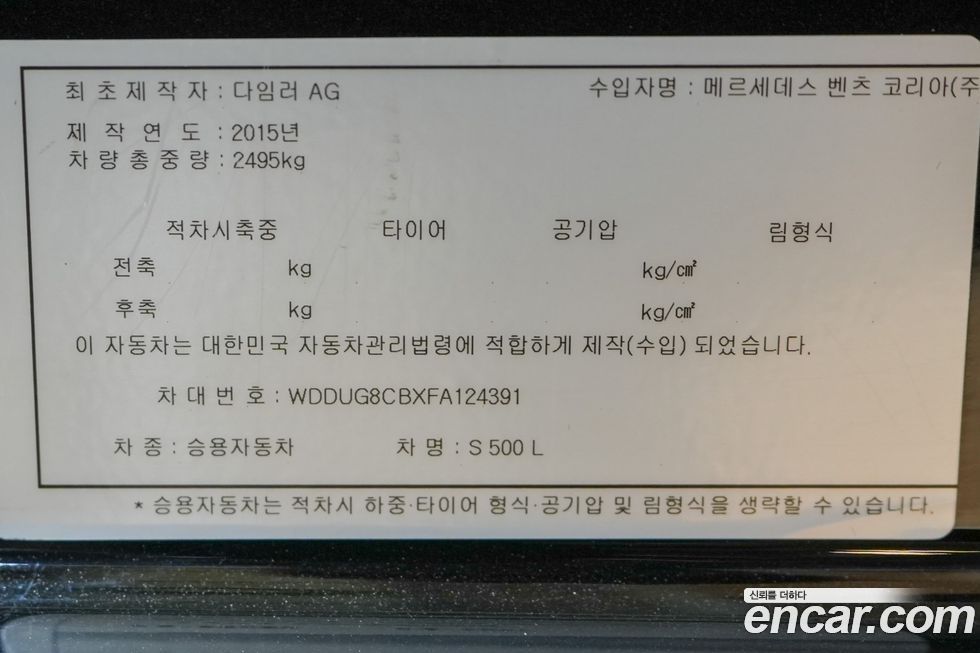 최초제작자 : 다임러 AG 수입자명 : 메르세데스 벤츠 코리아(주
제작연도 : 2015년
차량총중량 : 2495kg
적차시축중 타이어 공기압 림형식
전축 kg kg/㎠
후축 kg kg/㎠
이 자동차는 대한민국 자동차관리법령에 적합하게 제작(수입) 되었습니다.
차대번호 : WDDUG8CBXFA124391
차종 : 승용자동차 차명 : S 500 L
* 승용자동차는 적차시 하중·타이어 형식·공기압 및 림형식을 생략할 수 있습니다.
신뢰를 더하다
encar.com